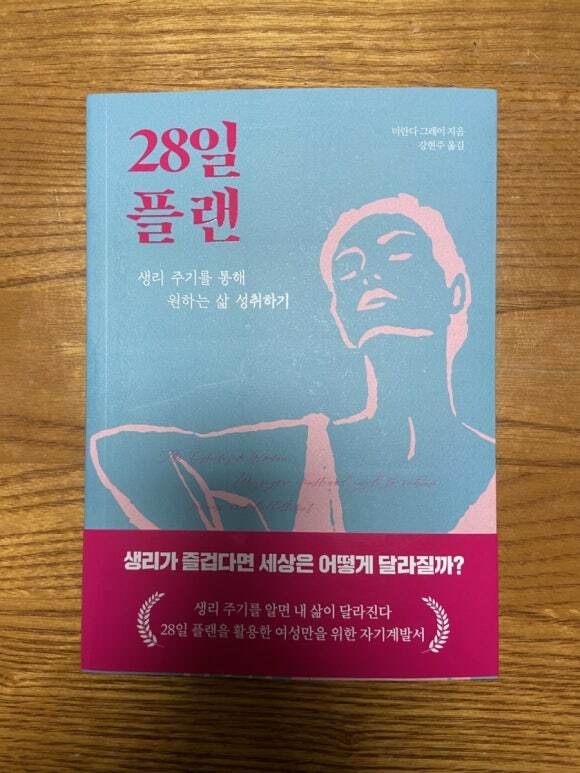 28일
플랜
미란다 그레이 지음
강현주 옮김
생리 주기를 통해
원하는 삶 성취하기
The Optimized Woman
생리가 즐겁다면 세상은 어떻게 달라질까?
생리 주기를 알면 내 삶이 달라진다
28일 플랜을 활용한 여성만을 위한 자기계발서